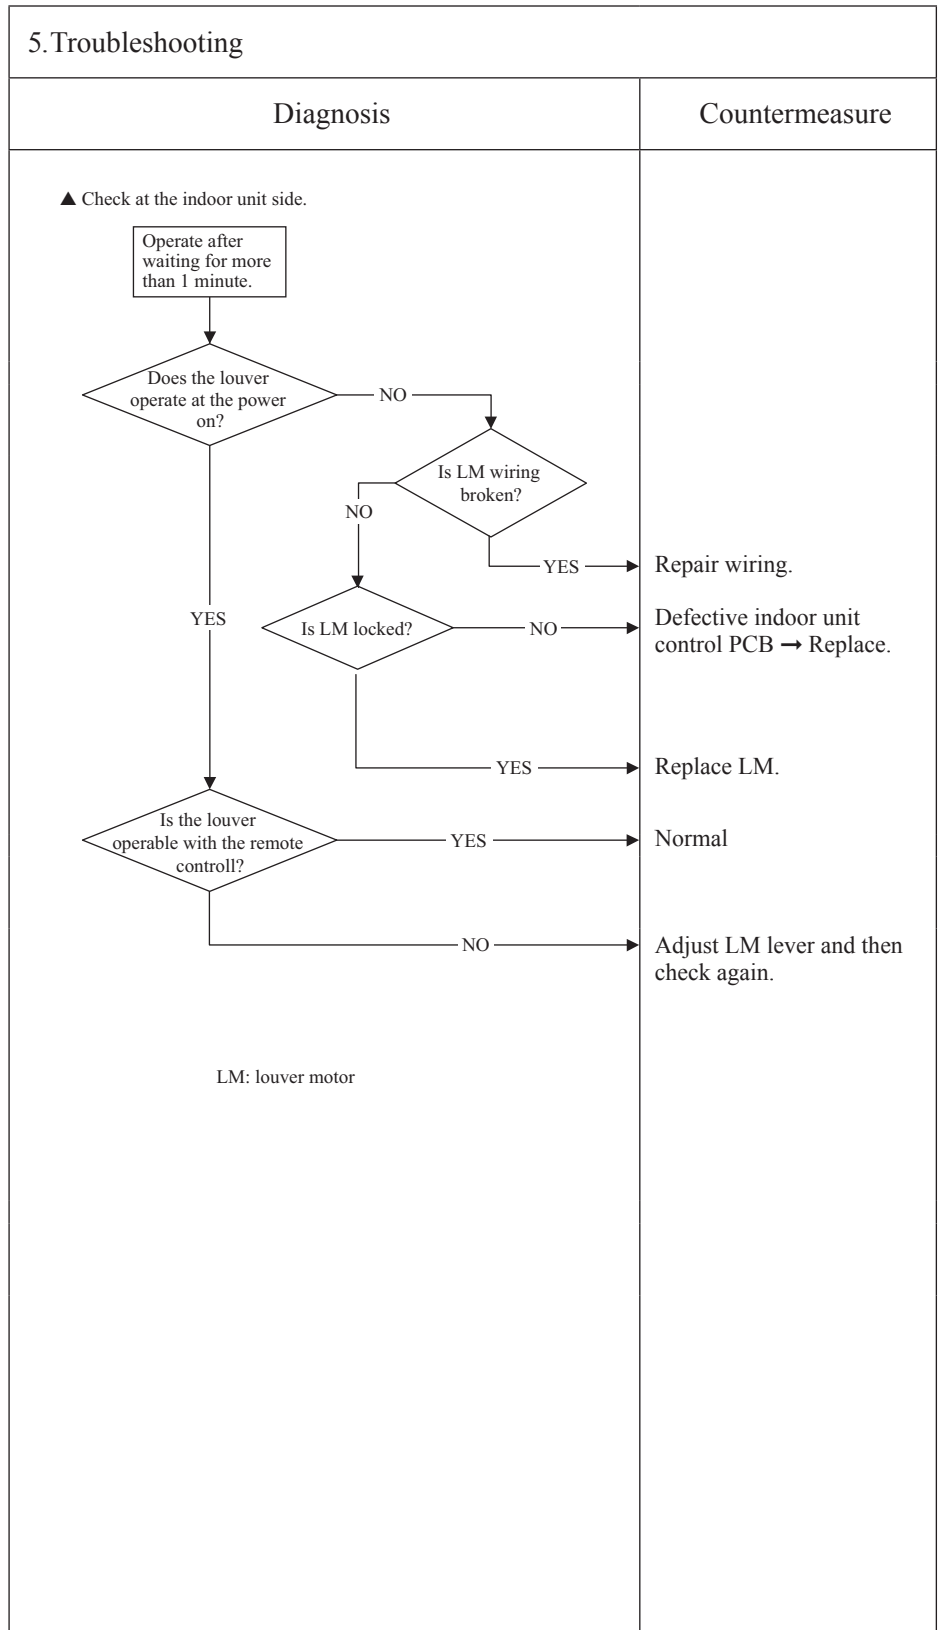 5.Troubleshooting
Diagnosis
Countermeasure
▲ Check at the indoor unit side.
Operate after
waiting for more
than 1 minute.
Does the louver
operate at the power
on?
NO
Is LM wiring
broken?
NO
YES
Repair wiring.
YES
Is LM locked?
NO
Defective indoor unit
control PCB → Replace.
YES
Replace LM.
Is the louver
operable with the remote
controll?
YES
Normal
NO
Adjust LM lever and then
check again.
LM: louver motor